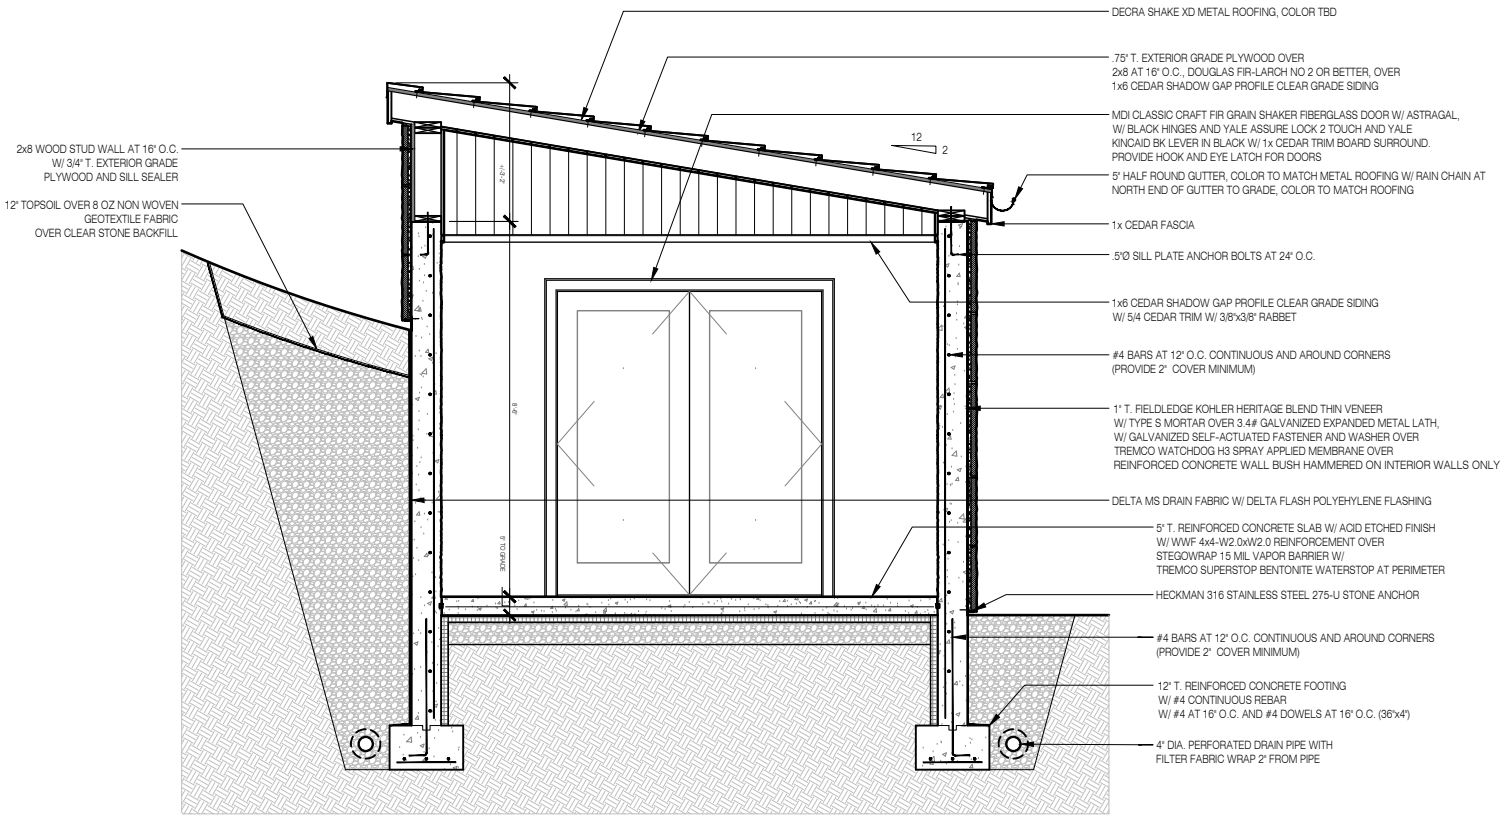 DECRA SHAKE XD METAL ROOFING, COLOR TBD
.75" T. EXTERIOR GRADE PLYWOOD OVER
2x8 AT 16" O.C., DOUGLAS FIR-LARCH NO 2 OR BETTER, OVER
1x6 CEDAR SHADOW GAP PROFILE CLEAR GRADE SIDING
MDI CLASSIC CRAFT FIR GRAIN SHAKER FIBERGLASS DOOR W/ ASTRAGAL,
W/ BLACK HINGES AND YALE ASSURE LOCK 2 TOUCH AND YALE
KINCAID BK LEVER IN BLACK W/ 1x CEDAR TRIM BOARD SURROUND.
PROVIDE HOOK AND EYE LATCH FOR DOORS
12
2
5" HALF ROUND GUTTER, COLOR TO MATCH METAL ROOFING W/ RAIN CHAIN AT
NORTH END OF GUTTER TO GRADE, COLOR TO MATCH ROOFING
1x CEDAR FASCIA
.5"Ø SILL PLATE ANCHOR BOLTS AT 24" O.C.
1x6 CEDAR SHADOW GAP PROFILE CLEAR GRADE SIDING
W/ 5/4 CEDAR TRIM W/ 3/8"x3/8" RABBET
#4 BARS AT 12" O.C. CONTINUOUS AND AROUND CORNERS
(PROVIDE 2" COVER MINIMUM)
1" T. FIELDLEDGE KOHLER HERITAGE BLEND THIN VENEER
W/ TYPE S MORTAR OVER 3.4# GALVANIZED EXPANDED METAL LATH,
W/ GALVANIZED SELF-ACTUATED FASTENER AND WASHER OVER
TREMCO WATCHDOG H3 SPRAY APPLIED MEMBRANE OVER
REINFORCED CONCRETE WALL BUSH HAMMERED ON INTERIOR WALLS ONLY
DELTA MS DRAIN FABRIC W/ DELTA FLASH POLYEHYLENE FLASHING
5" T. REINFORCED CONCRETE SLAB W/ ACID ETCHED FINISH
W/ WWF 4x4-W2.0xW2.0 REINFORCEMENT OVER
STEGOWRAP 15 MIL VAPOR BARRIER W/
TREMCO SUPERSTOP BENTONITE WATERSTOP AT PERIMETER
HECKMAN 316 STAINLESS STEEL 275-U STONE ANCHOR
#4 BARS AT 12" O.C. CONTINUOUS AND AROUND CORNERS
(PROVIDE 2" COVER MINIMUM)
12" T. REINFORCED CONCRETE FOOTING
W/ #4 CONTINUOUS REBAR
W/ #4 AT 16" O.C. AND #4 DOWELS AT 16" O.C. (36"x4")
4" DIA. PERFORATED DRAIN PIPE WITH
FILTER FABRIC WRAP 2" FROM PIPE
2x8 WOOD STUD WALL AT 16" O.C.
W/ 3/4" T. EXTERIOR GRADE
PLYWOOD AND SILL SEALER
12" TOPSOIL OVER 8 OZ NON WOVEN
GEOTEXTILE FABRIC
OVER CLEAR STONE BACKFILL
+/-3'-2"